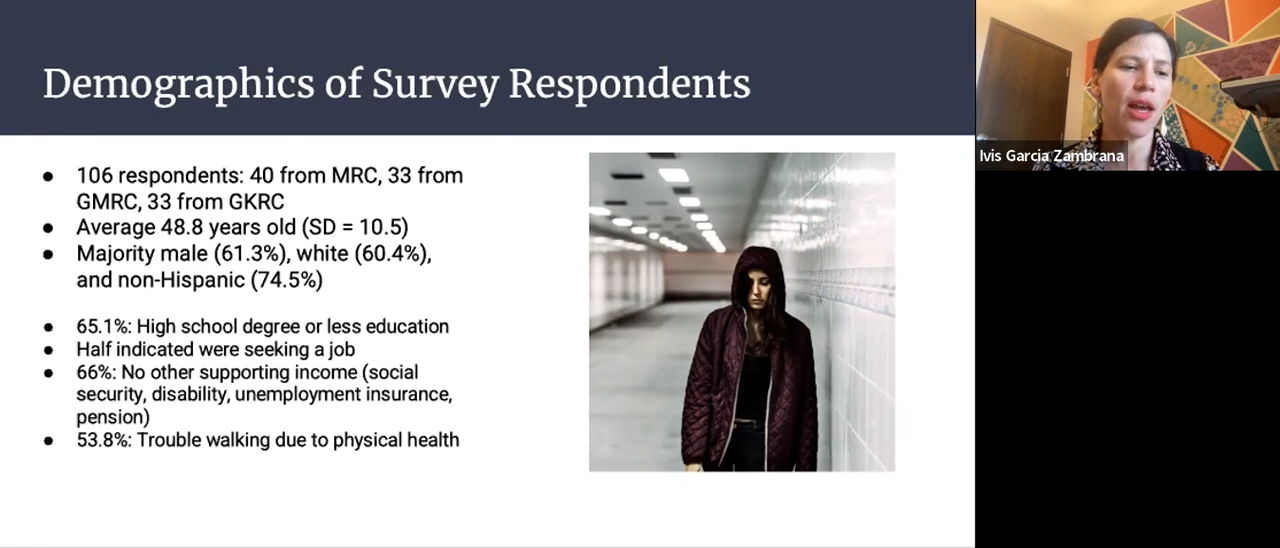 Demographics of Survey Respondents
● 106 respondents: 40 from MRC, 33 from
GMRC, 33 from GKRC
● Average 48.8 years old (SD = 10.5)
● Majority male (61.3%), white (60.4%),
and non-Hispanic (74.5%)
● 65.1%: High school degree or less education
● Half indicated were seeking a job
● 66%: No other supporting income (social
security, disability, unemployment insurance,
pension)
● 53.8%: Trouble walking due to physical health
Ivis Garcia Zambrana